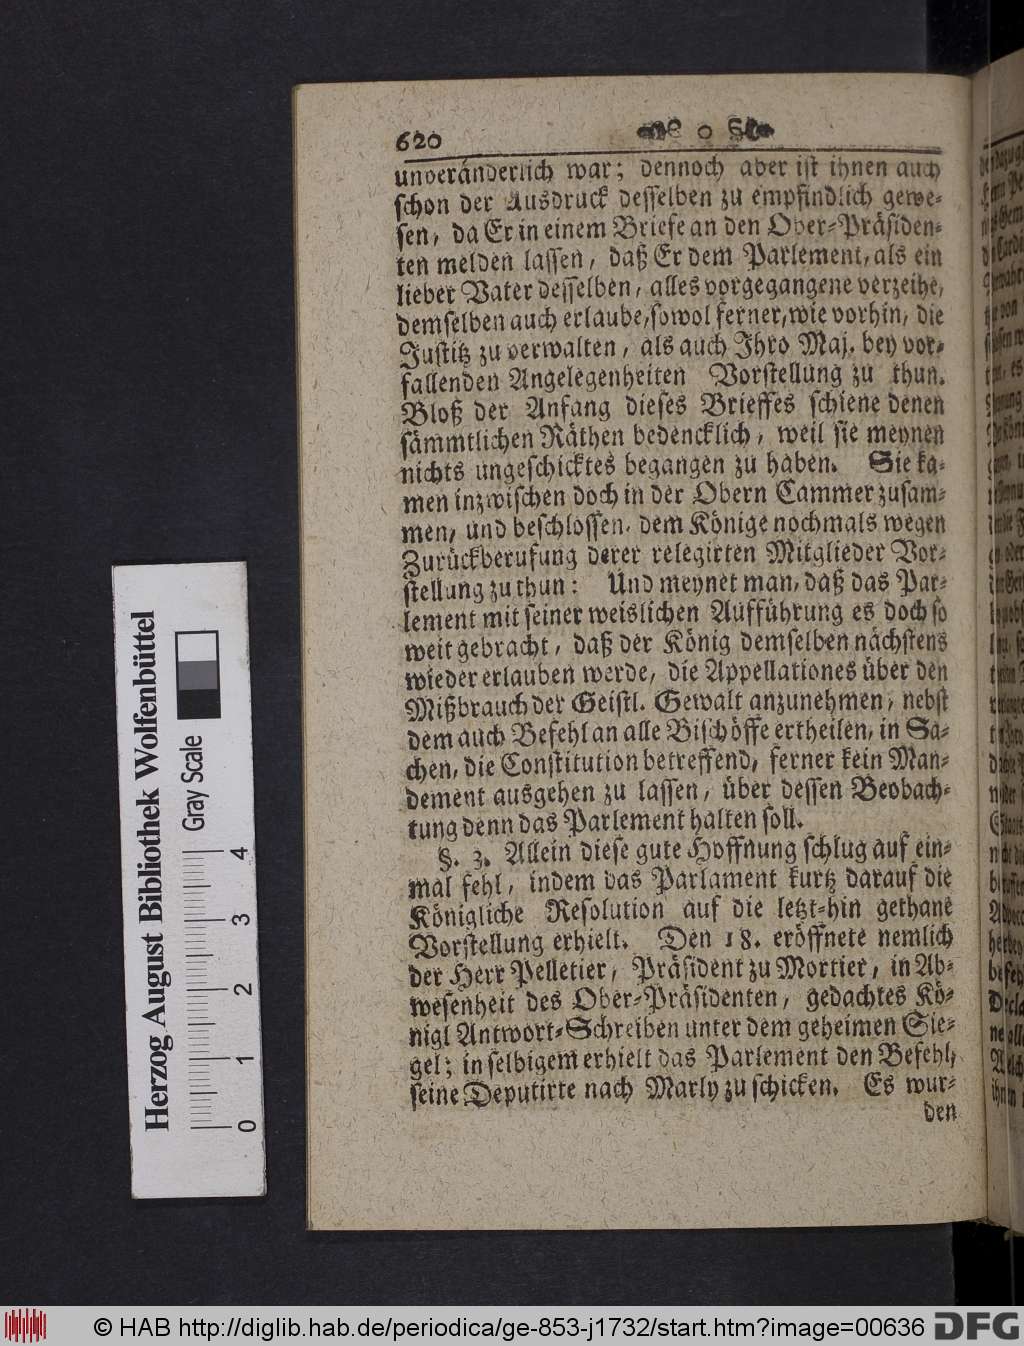 620
unveränderlich war; dennoch aber ist ihnen auch
schon der Ausdruck desselben zu empfindlich gewe-
sen, da Er in einem Briefe an den Ober-Präsiden-
ten melden lassen, daß Er dem Parlement, als ein
lieber Vater desselben, alles vorgegangene verzeihe,
demselben auch erlaube, sowol ferner, wie vorhin, die
Justitz zu verwalten, als auch Ihro Maj. bey vor-
fallenden Angelegenheiten Vorstellung zu thun.
Bloß der Anfang dieses Brieffes schiene denen
sämmtlichen Räthen bedencklich, weil sie meynen
nichts ungeschicktes begangen zu haben. Sie ka-
men inzwischen doch in der Obern Cammer zusam-
men, und beschlossen, dem Könige nochmals wegen
Zurückberufung derer relegirten Mitglieder Vor-
stellung zu thun: Und meynet man, daß das Par-
lement mit seiner weislichen Aufführung es doch so
weit gebracht, daß der König demselben nächstens
wieder erlauben werde, die Appellationes über den
Mißbrauch der Geistl. Gewalt anzunehmen, nebst
dem auch Befehl an alle Bischöffe ertheilen, in Sa-
chen, die Constitution betreffend, ferner kein Man-
dement ausgehen zu lassen, über dessen Beobach-
tung denn das Parlement halten soll.
§. 3. Allein diese gute Hoffnung schlug auf ein-
mal fehl, indem das Parlament kurtz darauf die
Königliche Resolution auf die letzt-hin gethane
Vorstellung erhielt. Den 18. eröffnete nemlich
der Herr Pelletier, Präsident zu Mortier, in Ab-
wesenheit des Ober-Präsidenten, gedachtes Kö-
nigl Antwort-Schreiben unter dem geheimen Sie-
gel; in selbigem erhielt das Parlement den Befehl,
seine Deputirte nach Marly zu schicken. Es wur-
den
Herzog August Bibliothek Wolfenbüttel
Gray Scale
0 1 2 3 4
© HAB http://diglib.hab.de/periodica/ge-853-j1732/start.htm?image=00636
DFG